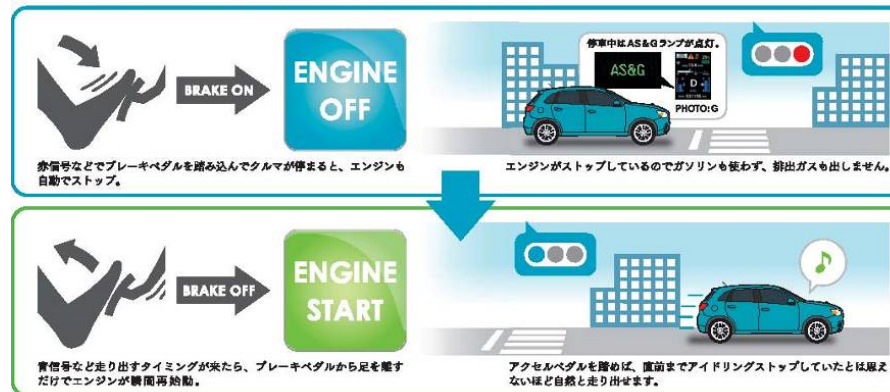 BRAKE ON
ENGINE
OFF
停車中はAS&Gランプが点灯。
AS&G
D
PHOTO:G
赤信号などでブレーキペダルを踏み込んでクルマが停まると、エンジンも
自動でストップ。
エンジンがストップしているのでガソリンも使わず、排出ガスも出しません。
BRAKE OFF
ENGINE
START
青信号など走り出すタイミングが来たら、ブレーキペダルから足を離す
だけでエンジンが瞬間再始動。
アクセルペダルを踏めば、直前までアイドリングストップしていたとは思え
ないほど自然と走り出せます。